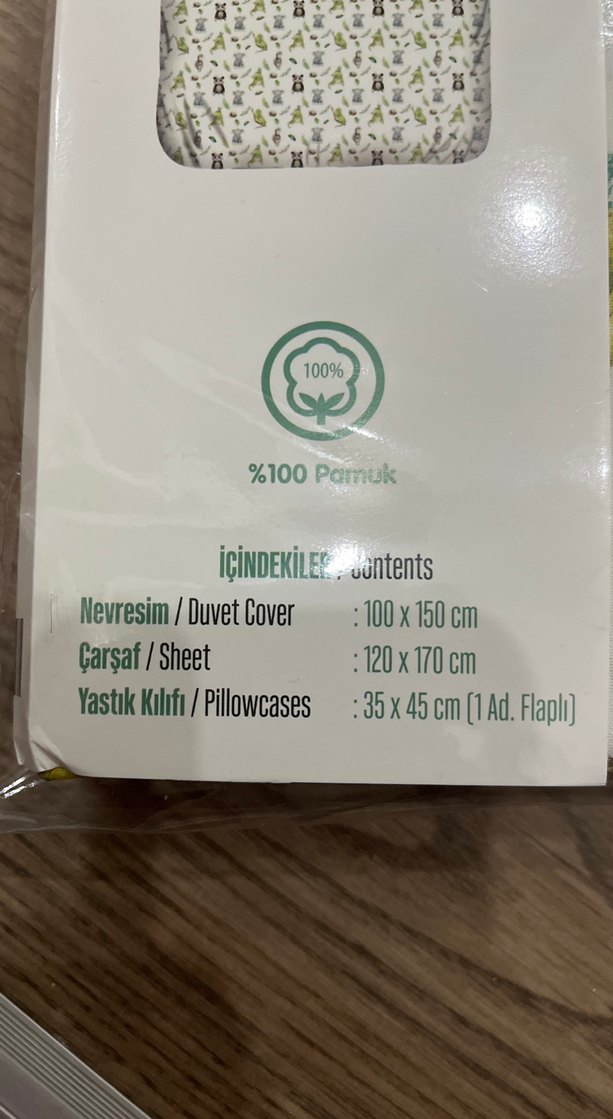 100%
%100 Pamuk
İÇİNDEKİLER / Contents
Nevresim / Duvet Cover : 100 x 150 cm
Çarşaf / Sheet : 120 x 170 cm
Yastık Kılıfı / Pillowcases : 35 x 45 cm (1 Ad. Flaplı)